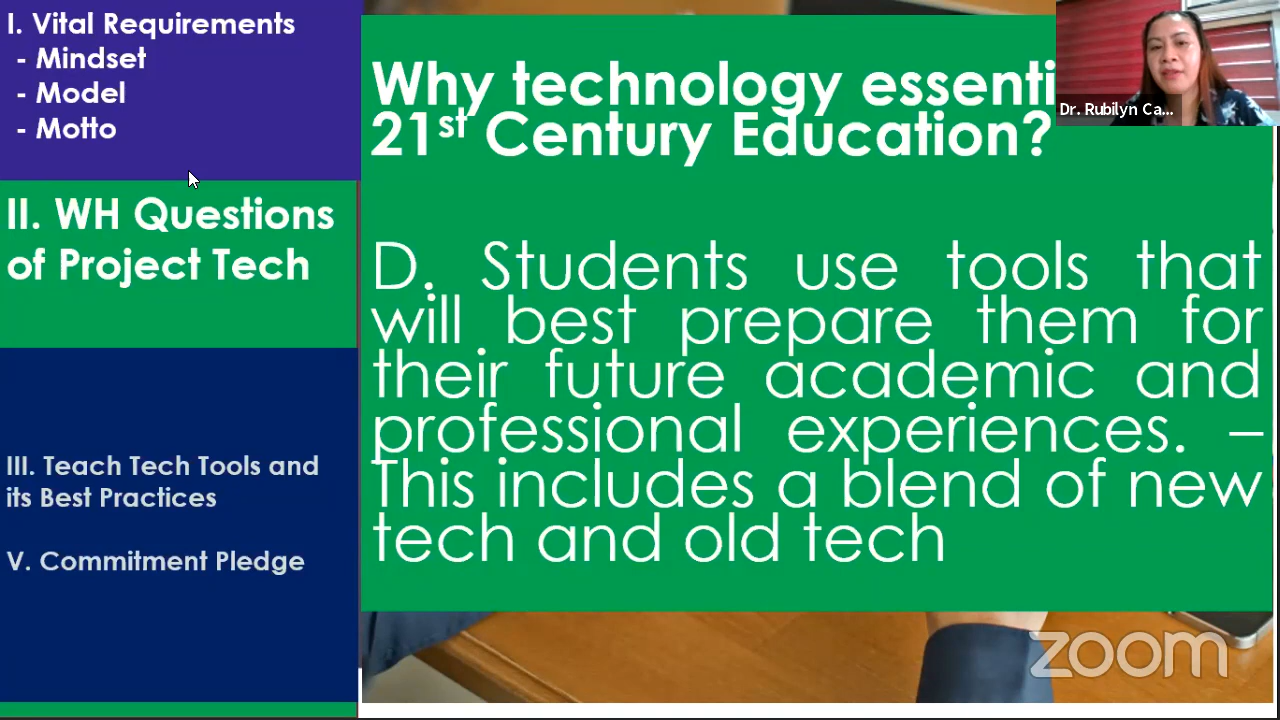 I. Vital Requirements
- Mindset
- Model
- Motto
II. WH Questions
of Project Tech
III. Teach Tech Tools and
its Best Practices
V. Commitment Pledge
Why technology essenti
21st Century Education?
D. Students use tools that
will best prepare them for
their future academic and
professional experiences. –
This includes a blend of new
tech and old tech
Dr. Rubilyn Ca...
zoom